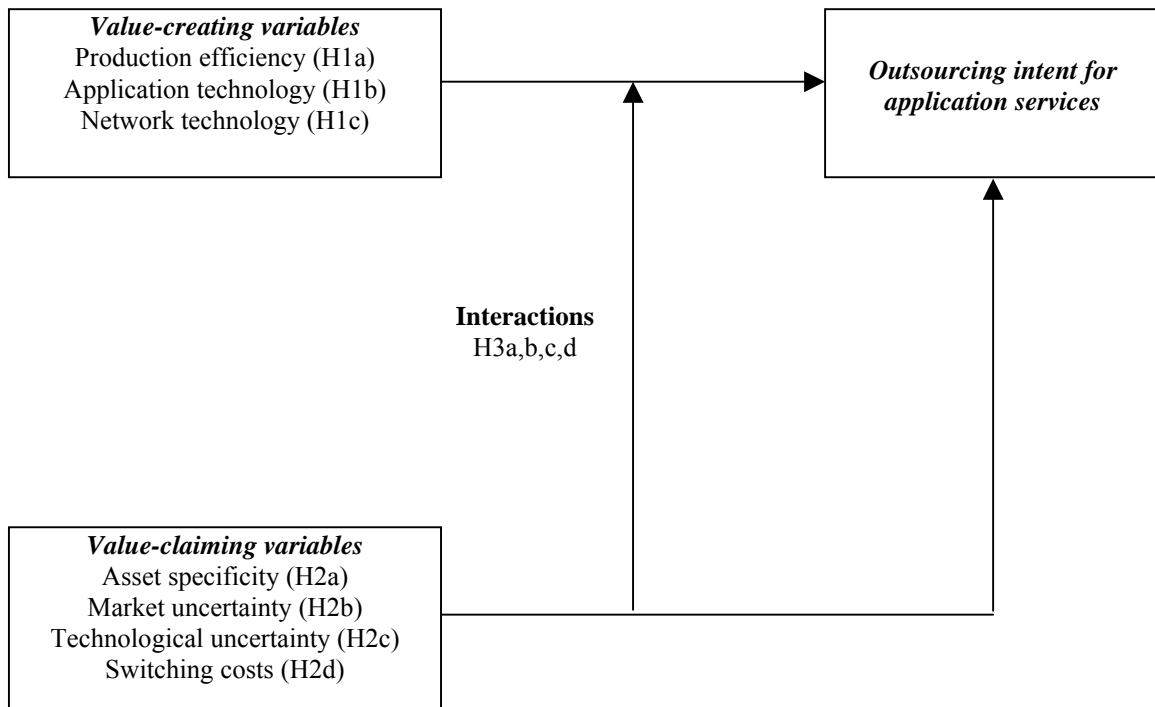 Value-creating variables
Production efficiency (H1a)
Application technology (H1b)
Network technology (H1c)
Outsourcing intent for
application services
Interactions
H3a,b,c,d
Value-claiming variables
Asset specificity (H2a)
Market uncertainty (H2b)
Technological uncertainty (H2c)
Switching costs (H2d)